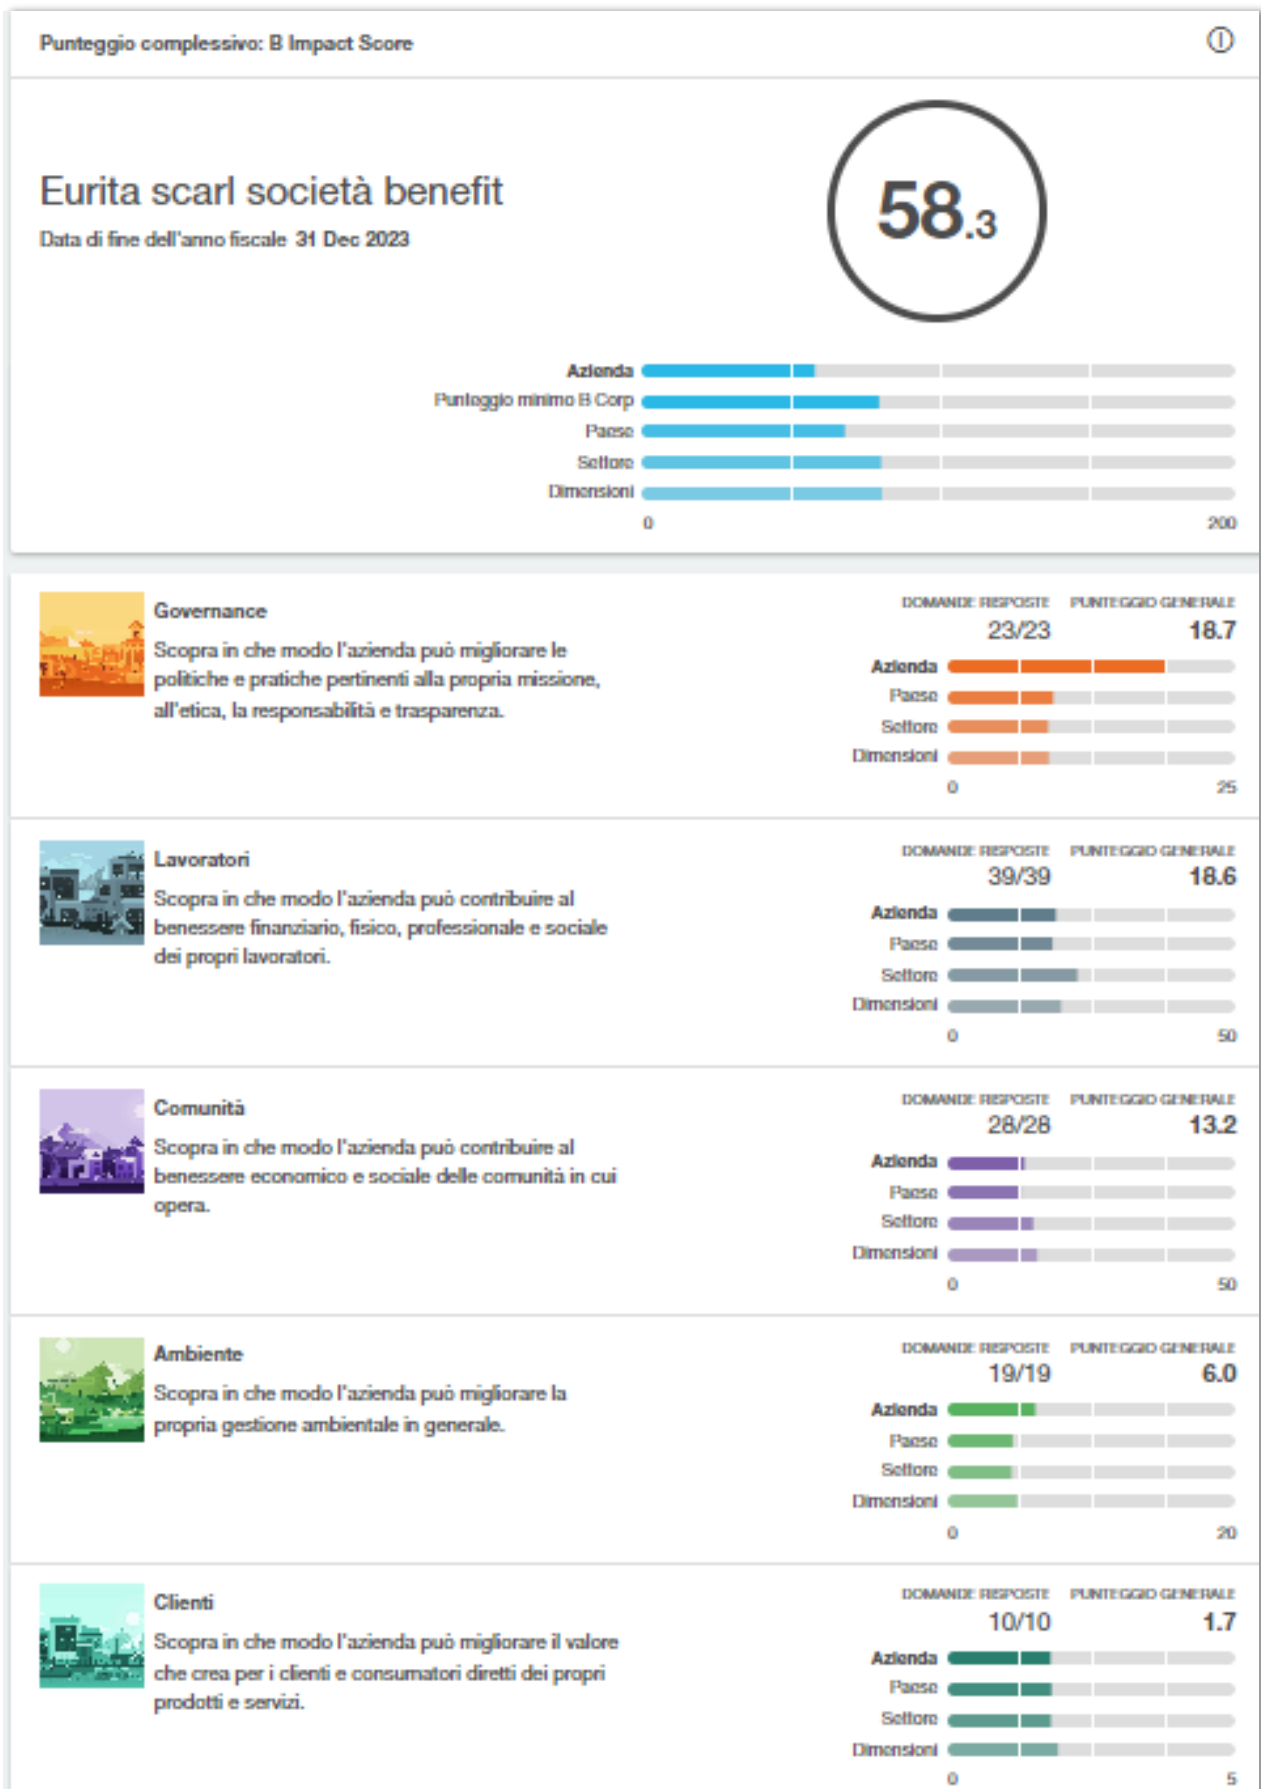 Punteggio complessivo: B Impact Score
Eurita scarl società benefit
Data di fine dell'anno fiscale 31 Dec 2023
58.3
Azienda
Punteggio minimo B Corp
Paese
Settore
Dimensioni
0 200
Governance
Scopra in che modo l'azienda può migliorare le
politiche e pratiche pertinenti alla propria missione,
all'etica, la responsabilità e trasparenza.
DOMANDE RISPOSTE PUNTEGGIO GENERALE
23/23 18.7
Azienda
Paese
Settore
Dimensioni
0 25
Lavoratori
Scopra in che modo l'azienda può contribuire al
benessere finanziario, fisico, professionale e sociale
dei propri lavoratori.
DOMANDE RISPOSTE PUNTEGGIO GENERALE
39/39 18.6
Azienda
Paese
Settore
Dimensioni
0 50
Comunità
Scopra in che modo l'azienda può contribuire al
benessere economico e sociale delle comunità in cui
opera.
DOMANDE RISPOSTE PUNTEGGIO GENERALE
28/28 13.2
Azienda
Paese
Settore
Dimensioni
0 50
Ambiente
Scopra in che modo l'azienda può migliorare la
propria gestione ambientale in generale.
DOMANDE RISPOSTE PUNTEGGIO GENERALE
19/19 6.0
Azienda
Paese
Settore
Dimensioni
0 20
Clienti
Scopra in che modo l'azienda può migliorare il valore
che crea per i clienti e consumatori diretti dei propri
prodotti e servizi.
DOMANDE RISPOSTE PUNTEGGIO GENERALE
10/10 1.7
Azienda
Paese
Settore
Dimensioni
0 5